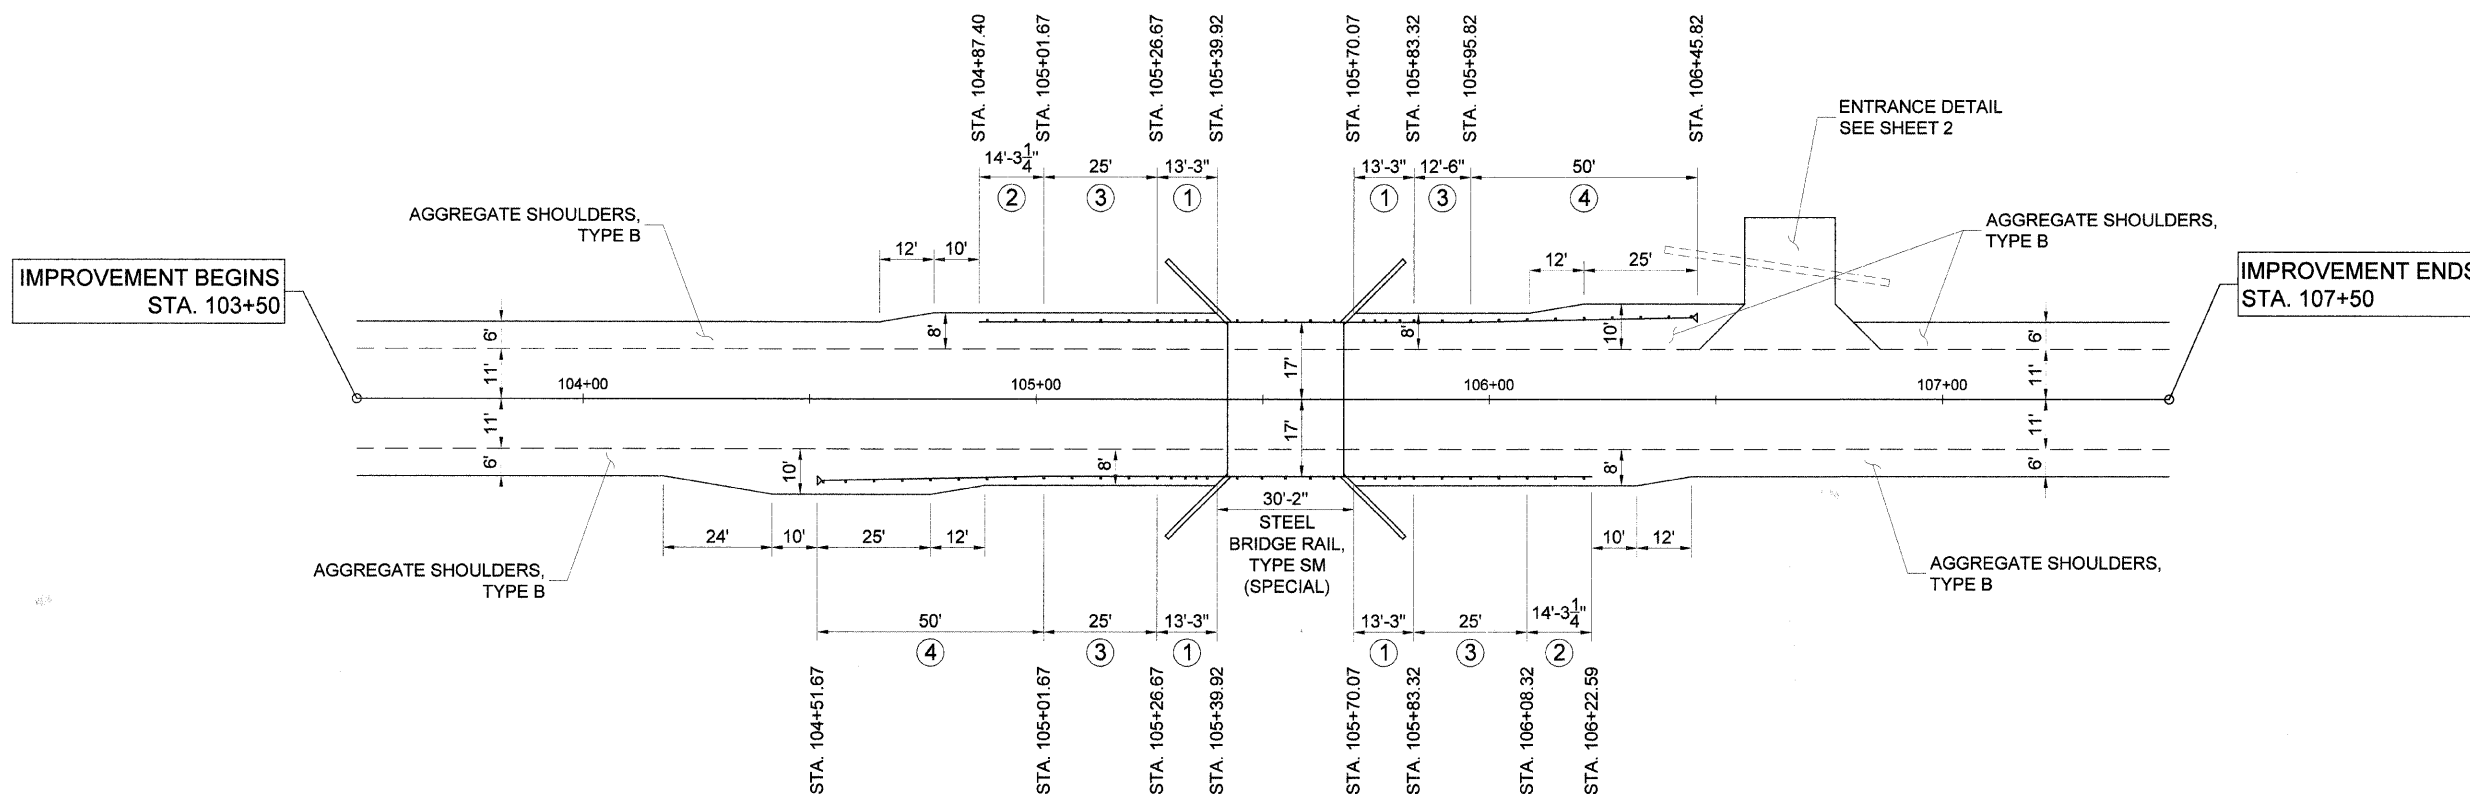 STA. 104+87.40
STA. 105+01.67
STA. 105+26.67
STA. 105+39.92
STA. 105+70.07
STA. 105+83.32
STA. 105+95.82
STA. 106+45.82
14'-3 1/4"
25'
13'-3"
13'-3"
12'-6"
50'
2
3
1
1
3
4
ENTRANCE DETAIL
SEE SHEET 2
AGGREGATE SHOULDERS,
TYPE B
AGGREGATE SHOULDERS,
TYPE B
12'
10'
12'
25'
IMPROVEMENT BEGINS
STA. 103+50
IMPROVEMENT ENDS
STA. 107+50
6'
8'
8'
10'
6'
11'
17'
11'
104+00
105+00
106+00
107+00
11'
17'
11'
6'
10'
8'
8'
6'
24'
10'
25'
12'
30'-2"
STEEL
BRIDGE RAIL,
TYPE SM
(SPECIAL)
10'
12'
AGGREGATE SHOULDERS,
TYPE B
AGGREGATE SHOULDERS,
TYPE B
50'
25'
13'-3"
13'-3"
25'
14'-3 1/4"
4
3
1
1
3
2
STA. 104+51.67
STA. 105+01.67
STA. 105+26.67
STA. 105+39.92
STA. 105+70.07
STA. 105+83.32
STA. 106+08.32
STA. 106+22.59